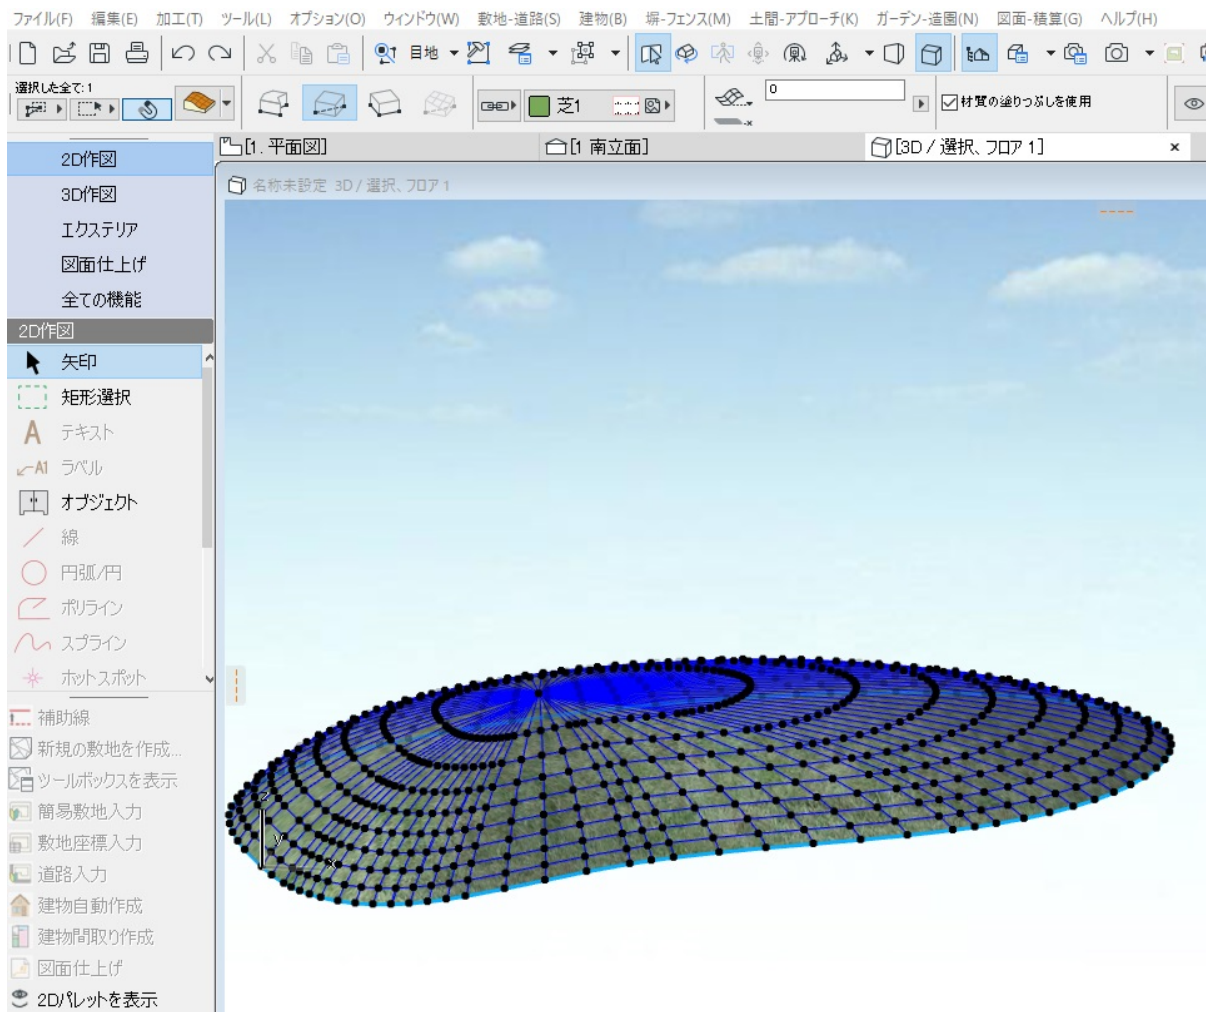 ファイル(F) 編集(E) 加工(T) ツール(L) オプション(O) ウィンドウ(W) 敷地-道路(S) 建物(B) 塀-フェンス(M) 土間-アプローチ(K) ガーデン-造園(N) 図面-積算(G) ヘルプ(H)
目地
選択した全て: 1
芝1
0
材質の塗りつぶしを使用
[1. 平面図] [1 南立面] [3D / 選択、フロア 1]
名称未設定 3D / 選択、フロア 1
2D作図
3D作図
エクステリア
図面仕上げ
全ての機能
2D作図
矢印
矩形選択
A テキスト
A1 ラベル
オブジェクト
線
円弧/円
ポリライン
スプライン
ホットスポット
補助線
新規の敷地を作成...
ツールボックスを表示
簡易敷地入力
敷地座標入力
道路入力
建物自動作成
建物間取り作成
図面仕上げ
2Dパレットを表示
z
y
x